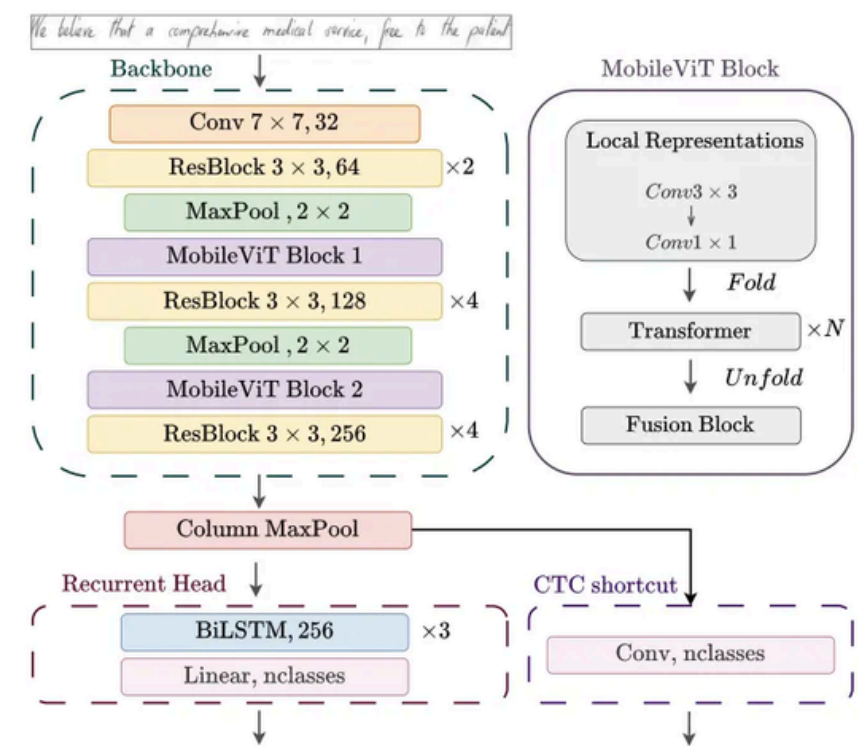 We believe that a comprehensive medical service, free to the patient
Backbone
Conv 7 × 7, 32
ResBlock 3 × 3, 64 ×2
MaxPool , 2 × 2
MobileViT Block 1
ResBlock 3 × 3, 128 ×4
MaxPool , 2 × 2
MobileViT Block 2
ResBlock 3 × 3, 256 ×4
MobileViT Block
Local Representations
Conv3 × 3
Conv1 × 1
Fold
Transformer ×N
Unfold
Fusion Block
Column MaxPool
Recurrent Head
BiLSTM, 256 ×3
Linear, nclasses
CTC shortcut
Conv, nclasses